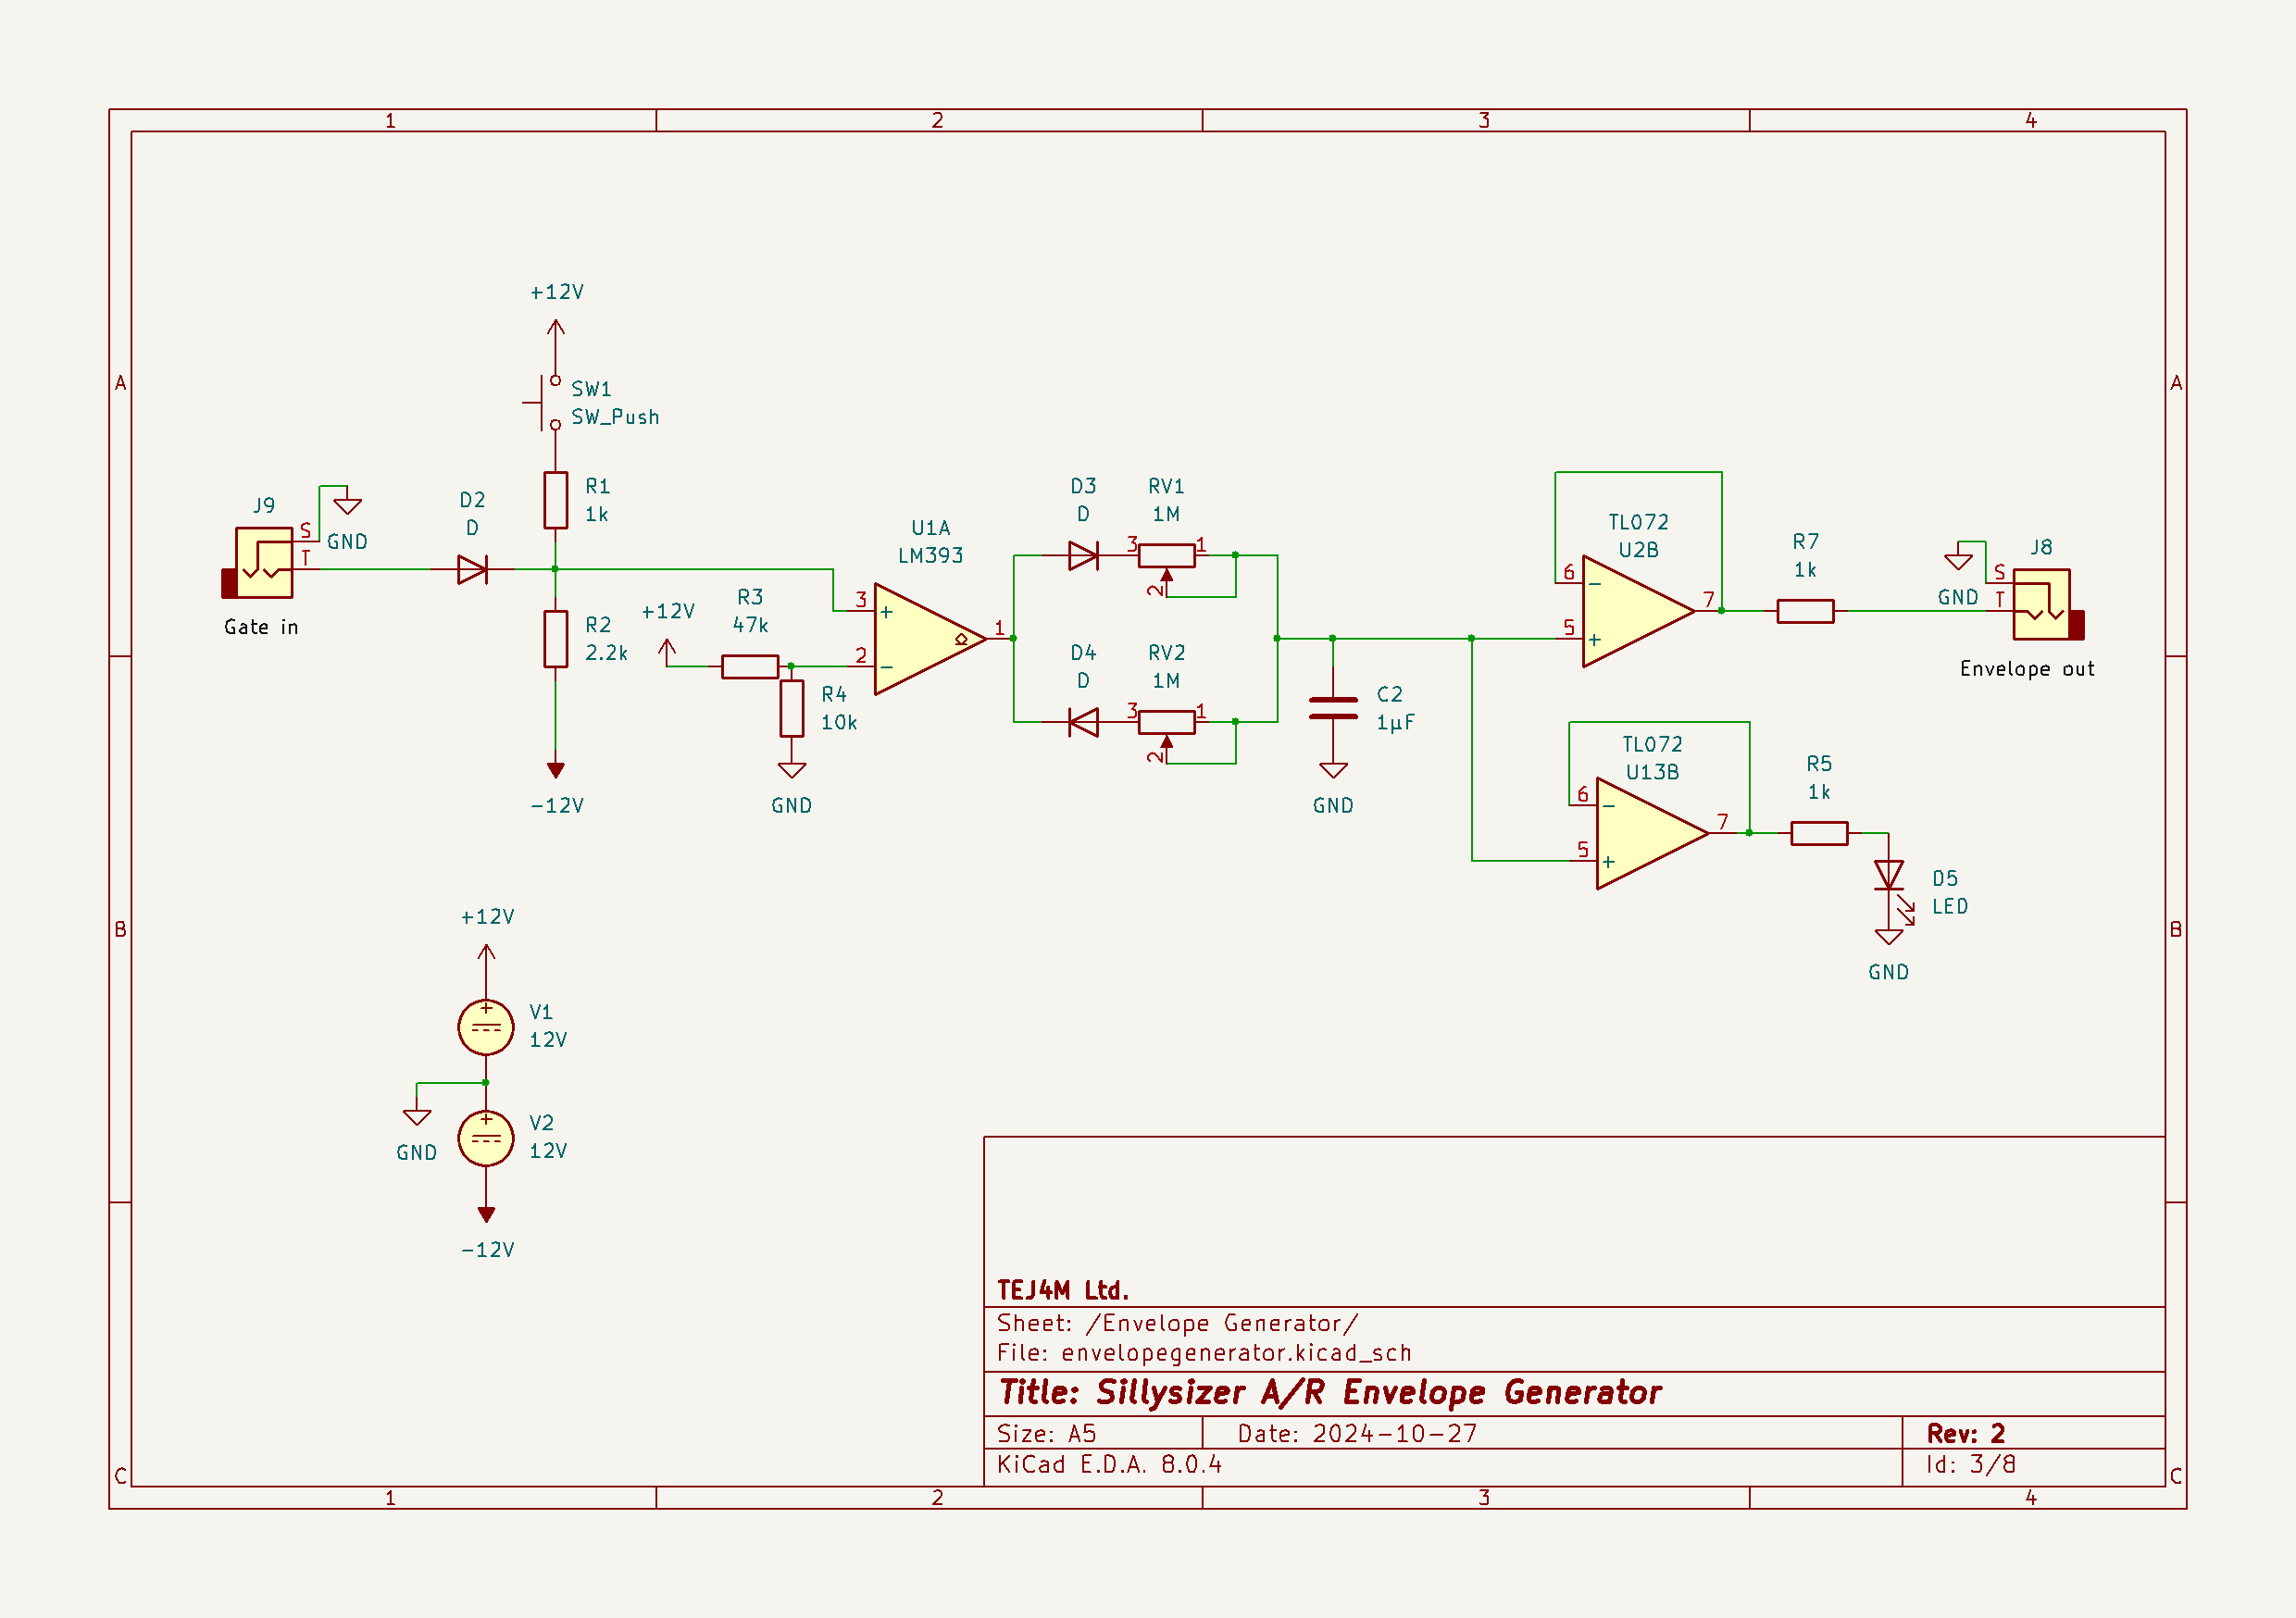 1 2 3 4
A A
B B
C C
1 2 3 4
+12V
SW1
SW_Push
R1
1k
J9
S
T
GND
Gate in
D2
D
R2
2.2k
-12V
+12V
R3
47k
R4
10k
GND
U1A
LM393
3
+
2
-
1
D3
D
RV1
1M
3
1
2
D4
D
RV2
1M
3
1
2
C2
1µF
GND
TL072
U2B
6
-
5
+
7
R7
1k
GND
J8
S
T
Envelope out
TL072
U13B
6
-
5
+
7
R5
1k
D5
LED
GND
+12V
+
V1
12V
GND
+
V2
12V
-12V
TEJ4M Ltd.
Sheet: /Envelope Generator/
File: envelopegenerator.kicad_sch
Title: Sillysizer A/R Envelope Generator
Size: A5 Date: 2024-10-27 Rev: 2
KiCad E.D.A. 8.0.4 Id: 3/8